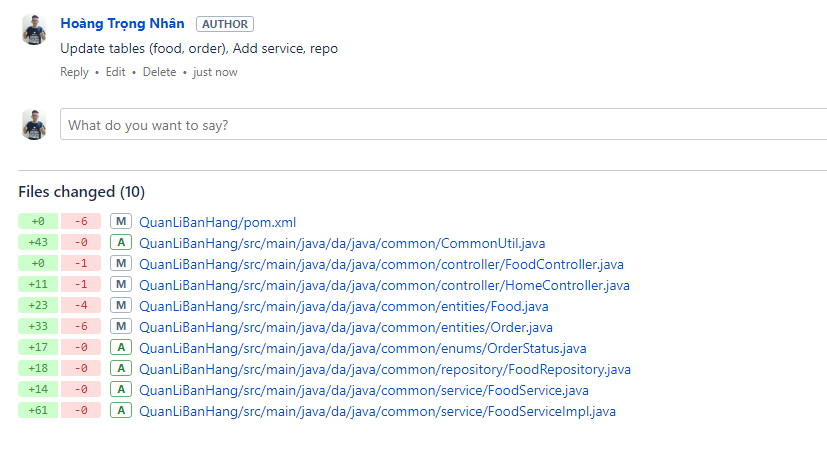 Hoàng Trọng Nhân AUTHOR
Update tables (food, order), Add service, repo
Reply • Edit • Delete • just now
What do you want to say?
Files changed (10)
+0 -6 M QuanLiBanHang/pom.xml
+43 -0 A QuanLiBanHang/src/main/java/da/java/common/CommonUtil.java
+0 -1 M QuanLiBanHang/src/main/java/da/java/common/controller/FoodController.java
+11 -1 M QuanLiBanHang/src/main/java/da/java/common/controller/HomeController.java
+23 -4 M QuanLiBanHang/src/main/java/da/java/common/entities/Food.java
+33 -6 M QuanLiBanHang/src/main/java/da/java/common/entities/Order.java
+17 -0 A QuanLiBanHang/src/main/java/da/java/common/enums/OrderStatus.java
+18 -0 A QuanLiBanHang/src/main/java/da/java/common/repository/FoodRepository.java
+14 -0 A QuanLiBanHang/src/main/java/da/java/common/service/FoodService.java
+61 -0 A QuanLiBanHang/src/main/java/da/java/common/service/FoodServiceImpl.java